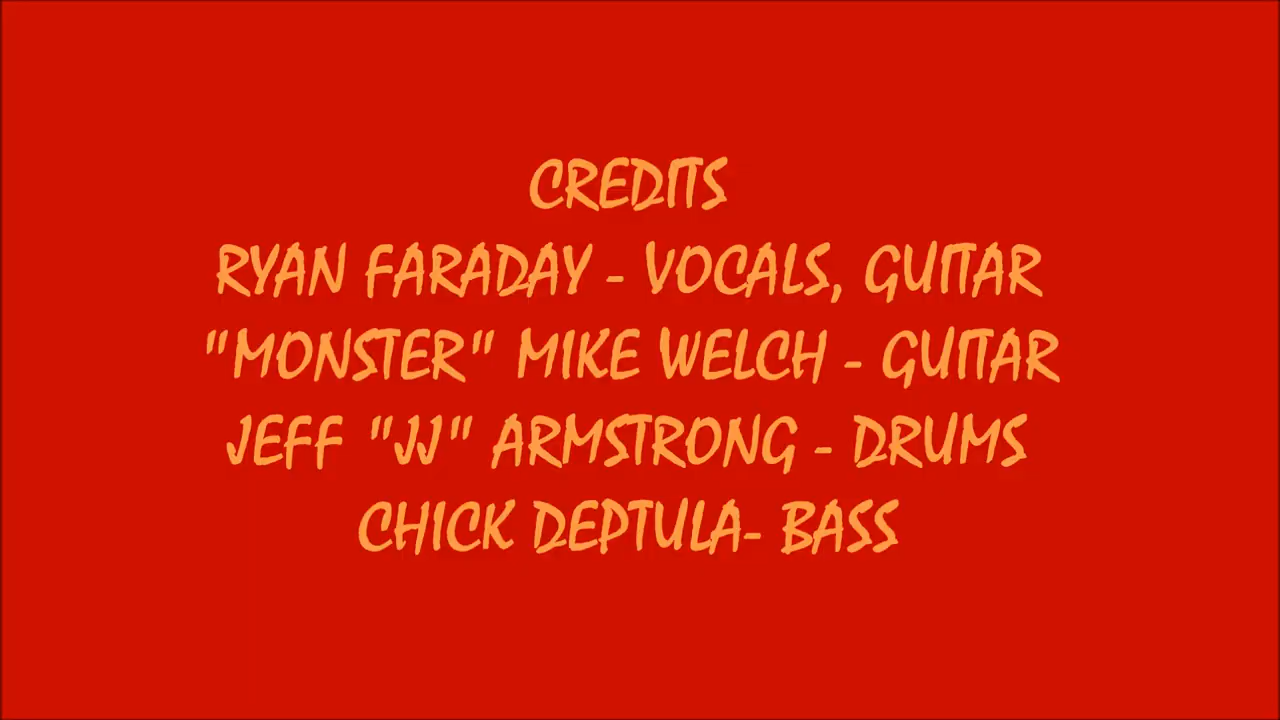 CREDITS
RYAN FARADAY - VOCALS, GUITAR
"MONSTER" MIKE WELCH - GUITAR
JEFF "JJ" ARMSTRONG - DRUMS
CHICK DEPTULA- BASS